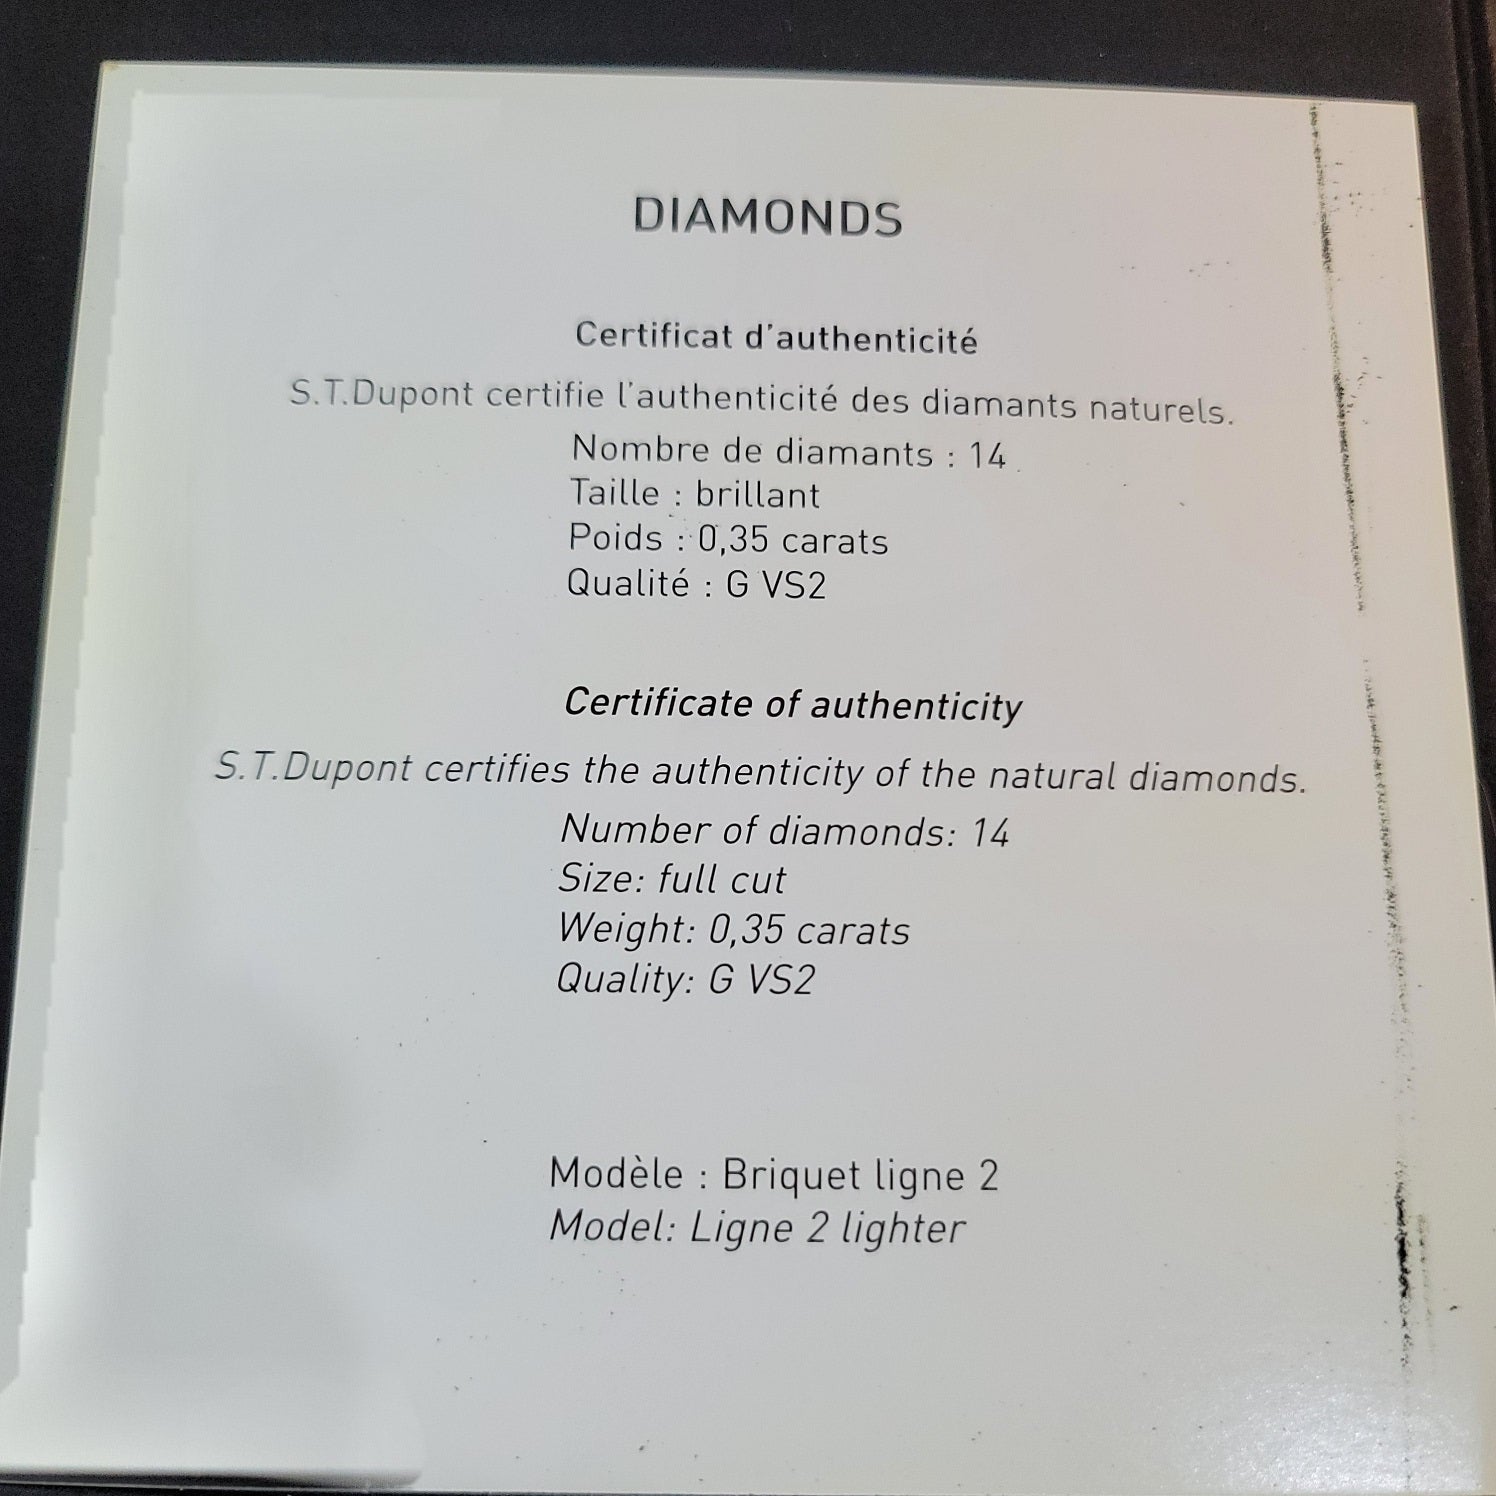 DIAMONDS
Certificat d'authenticité
S.T.Dupont certifie l'authenticité des diamants naturels.
Nombre de diamants : 14
Taille : brillant
Poids : 0,35 carats
Qualité : G VS2
Certificate of authenticity
S.T.Dupont certifies the authenticity of the natural diamonds.
Number of diamonds: 14
Size: full cut
Weight: 0,35 carats
Quality: G VS2
Modèle : Briquet ligne 2
Model: Ligne 2 lighter